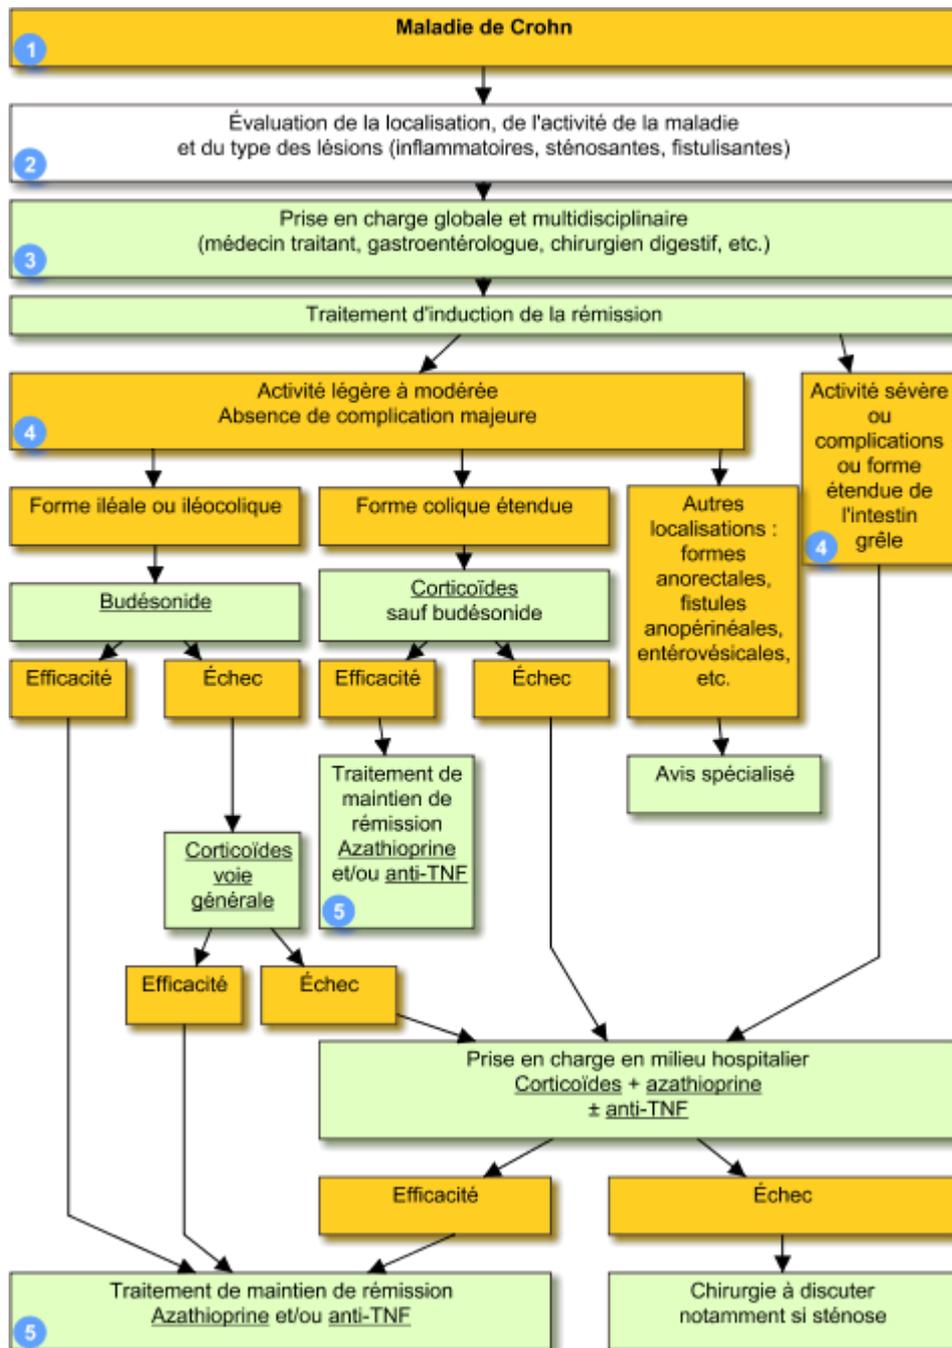 Maladie de Crohn
1
Évaluation de la localisation, de l'activité de la maladie
et du type des lésions (inflammatoires, sténosantes, fistulisantes)
2
Prise en charge globale et multidisciplinaire
(médecin traitant, gastroentérologue, chirurgien digestif, etc.)
3
Traitement d'induction de la rémission
Activité légère à modérée
Absence de complication majeure
4
Activité sévère
ou
complications
ou forme
étendue de
l'intestin
grêle
4
Forme iléale ou iléocolique
Forme colique étendue
Autres
localisations :
formes
anorectales,
fistules
anopérinéales,
entérovésicales,
etc.
Budésonide
Corticoïdes
sauf budésonide
Efficacité
Échec
Efficacité
Échec
Traitement de
maintien de
rémission
Azathioprine
et/ou anti-TNF
5
Avis spécialisé
Corticoïdes
voie
générale
Efficacité
Échec
Prise en charge en milieu hospitalier
Corticoïdes + azathioprine
± anti-TNF
Efficacité
Échec
Traitement de maintien de rémission
Azathioprine et/ou anti-TNF
5
Chirurgie à discuter
notamment si sténose